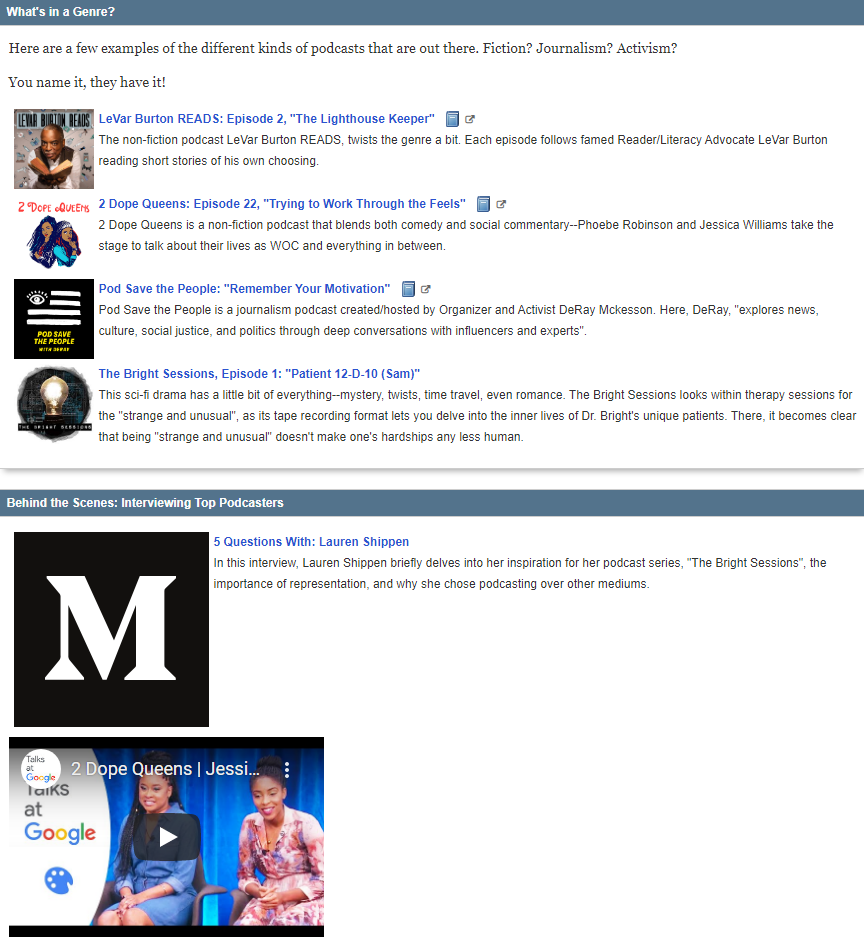 What's in a Genre?
Here are a few examples of the different kinds of podcasts that are out there. Fiction? Journalism? Activism?
You name it, they have it!
LEVAR BURTON READS
LeVar Burton READS: Episode 2, "The Lighthouse Keeper"
The non-fiction podcast LeVar Burton READS, twists the genre a bit. Each episode follows famed Reader/Literacy Advocate LeVar Burton
reading short stories of his own choosing.
2 DOPE QUEENS
2 Dope Queens: Episode 22, "Trying to Work Through the Feels"
2 Dope Queens is a non-fiction podcast that blends both comedy and social commentary--Phoebe Robinson and Jessica Williams take the
stage to talk about their lives as WOC and everything in between.
Pod Save the People: "Remember Your Motivation"
Pod Save the People is a journalism podcast created/hosted by Organizer and Activist DeRay Mckesson. Here, DeRay, "explores news,
culture, social justice, and politics through deep conversations with influencers and experts".
POD SAVE
THE PEOPLE
WITH DERAY
The Bright Sessions, Episode 1: "Patient 12-D-10 (Sam)"
This sci-fi drama has a little bit of everything--mystery, twists, time travel, even romance. The Bright Sessions looks within therapy sessions for
the "strange and unusual", as its tape recording format lets you delve into the inner lives of Dr. Bright's unique patients. There, it becomes clear
that being "strange and unusual" doesn't make one's hardships any less human.
THE BRIGHT SESSIONS
Behind the Scenes: Interviewing Top Podcasters
5 Questions With: Lauren Shippen
In this interview, Lauren Shippen briefly delves into her inspiration for her podcast series, "The Bright Sessions", the
importance of representation, and why she chose podcasting over other mediums.
M
Talks
at
Google
2 Dope Queens | Jessi...
Talks
at
Google